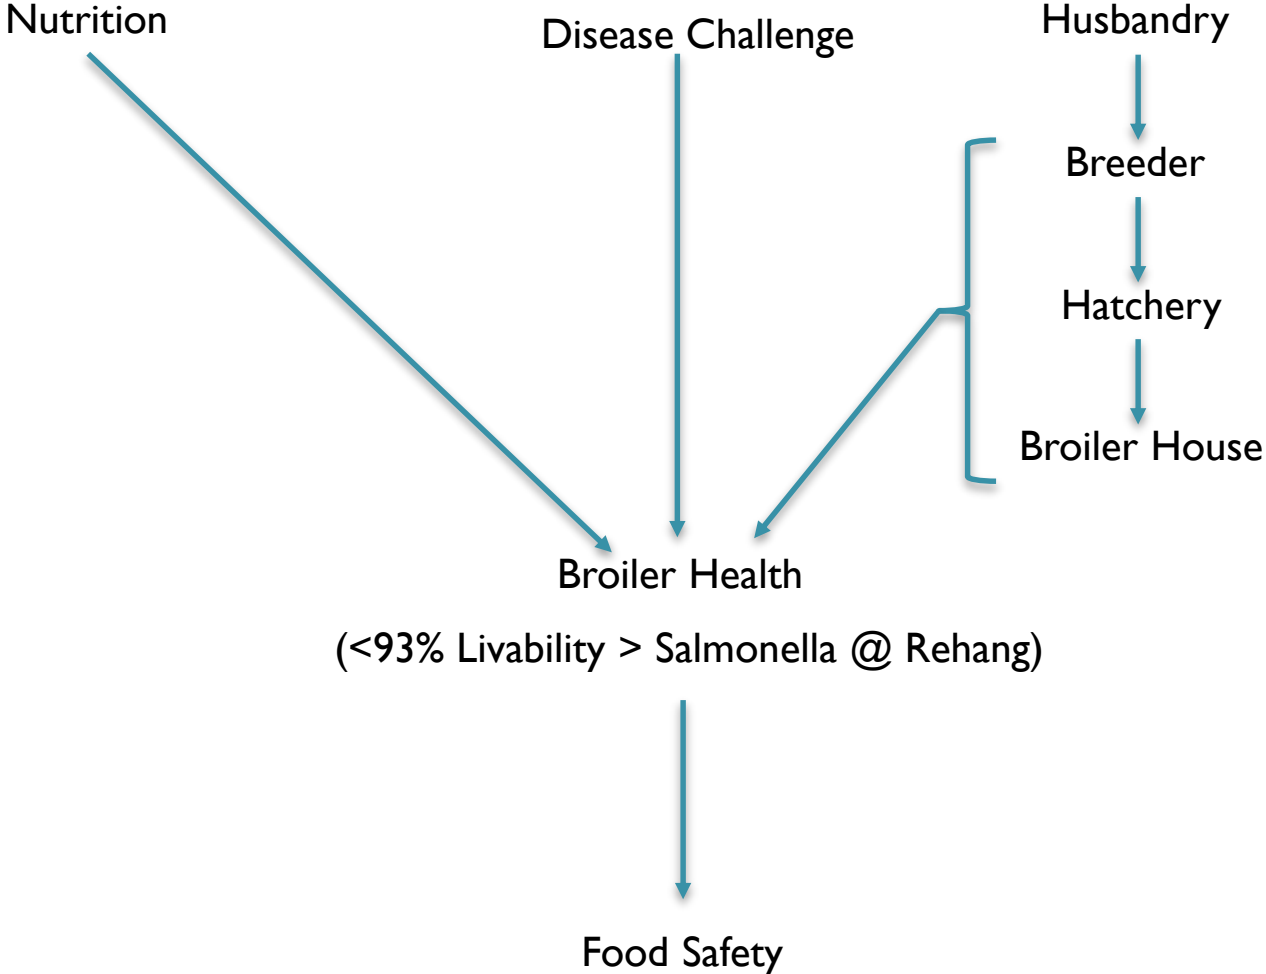 Nutrition
Disease Challenge
Husbandry
Breeder
Hatchery
Broiler House
Broiler Health
(<93% Livability > Salmonella @ Rehang)
Food Safety